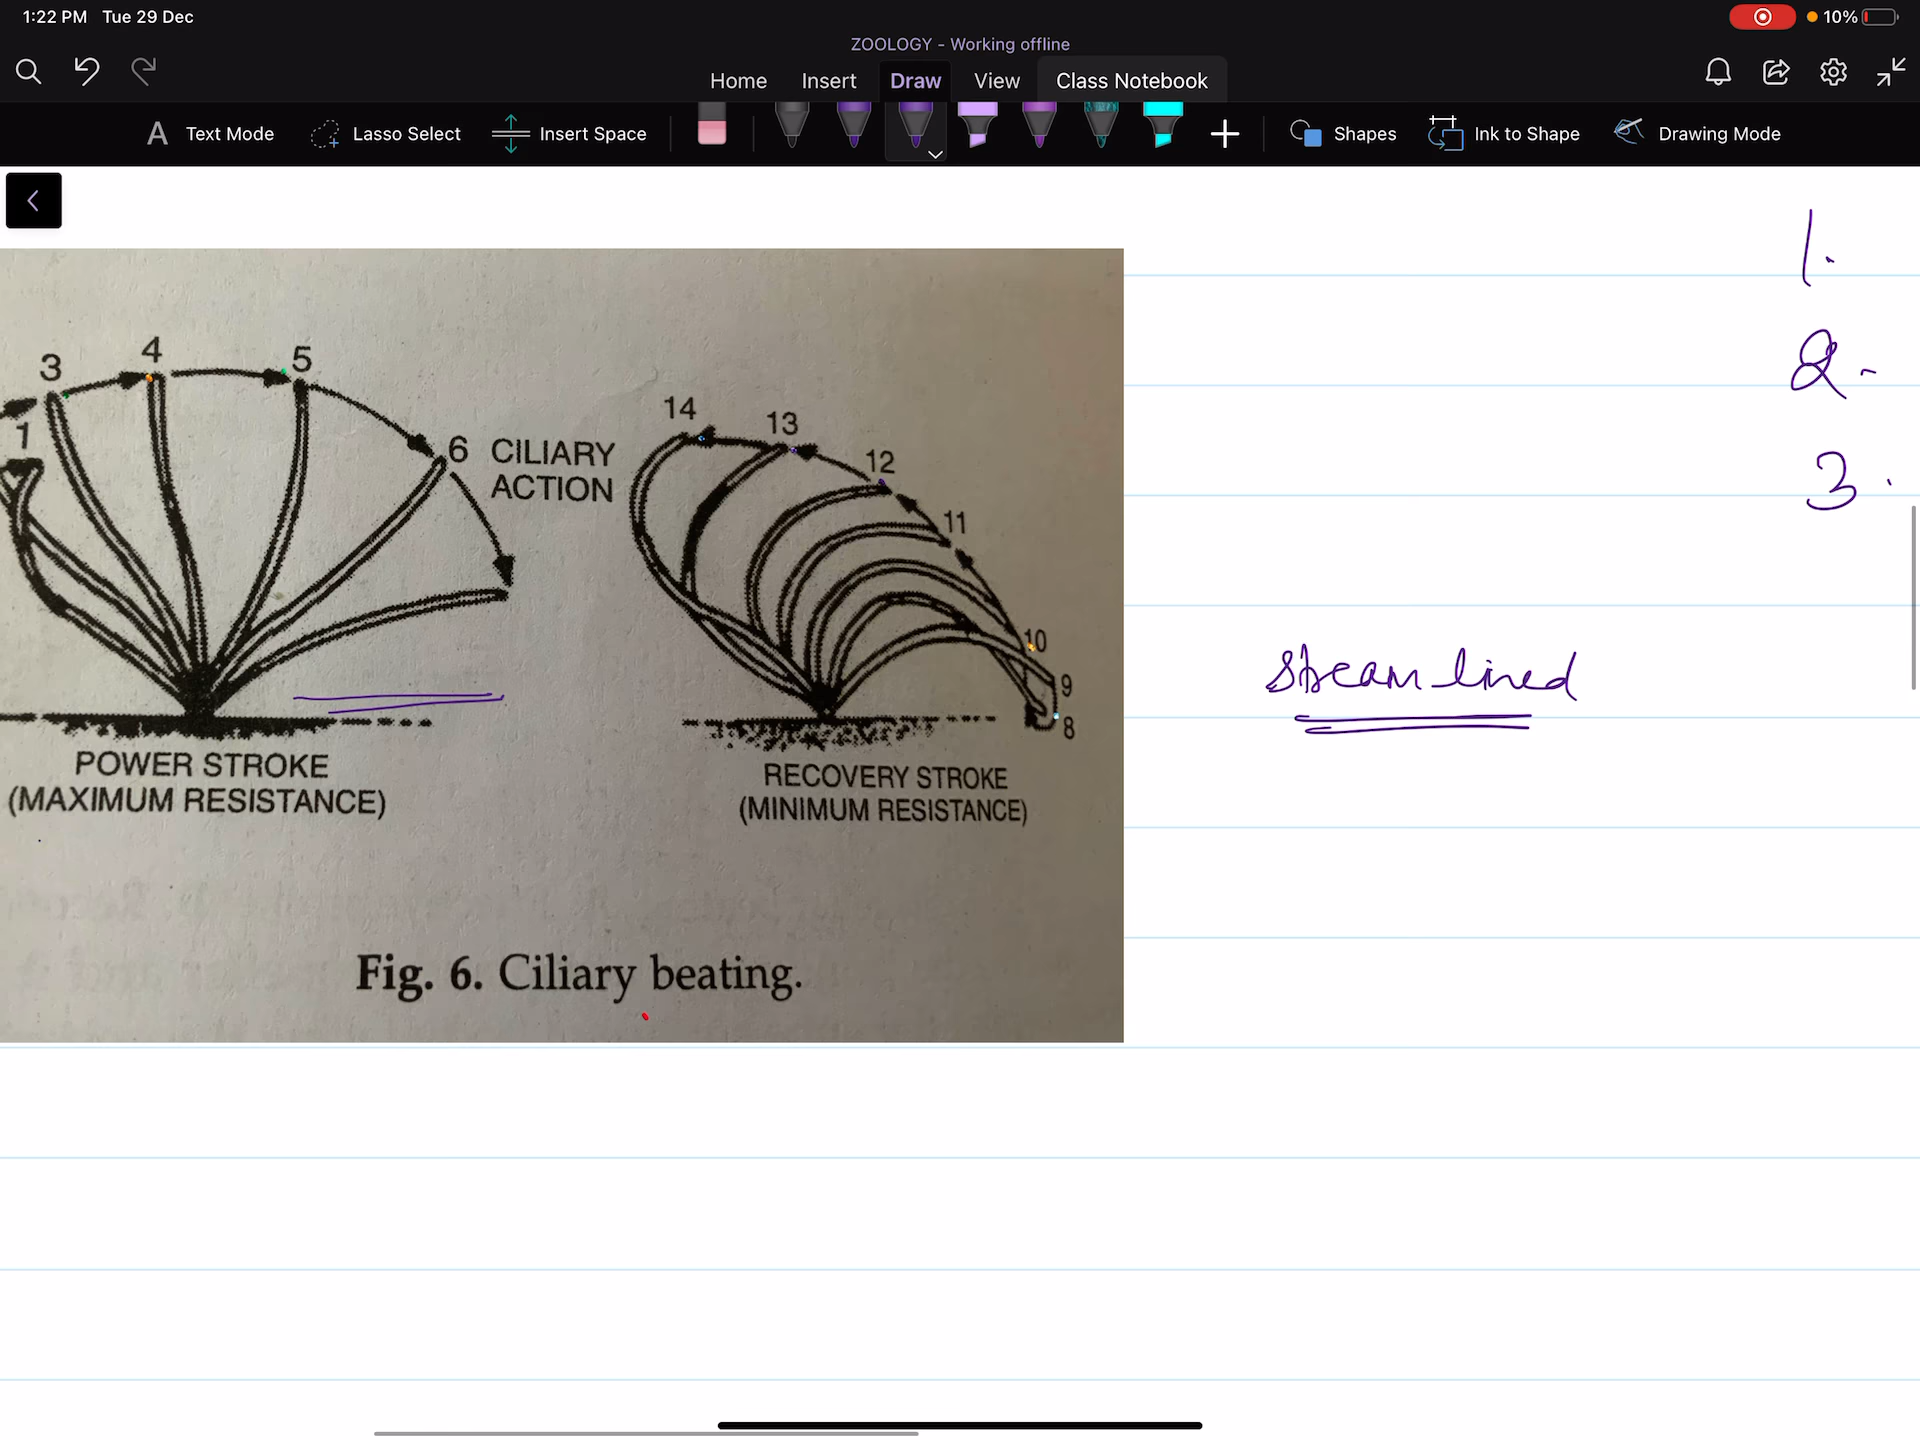 1:22 PM Tue 29 Dec
10%
ZOOLOGY - Working offline
Home Insert Draw View Class Notebook
Text Mode Lasso Select Insert Space Shapes Ink to Shape Drawing Mode
1.
2.
3.
3 4 5
1
6 CILIARY
ACTION
14 13 12 11 10 9 8
POWER STROKE
(MAXIMUM RESISTANCE)
RECOVERY STROKE
(MINIMUM RESISTANCE)
streamlined
Fig. 6. Ciliary beating.